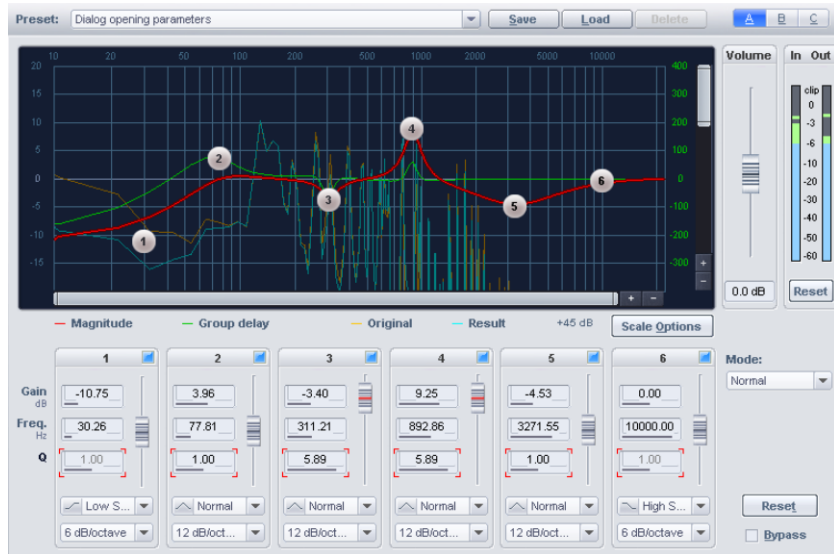 Preset: Dialog opening parameters Save Load Delete A B C
10 20 50 100 200 500 1000 2000 5000 10000
20 15 10 5 0 -5 -10 -15
400 300 200 100 0 -100 -200 -300
1 2 3 4 5 6
+ -
+ -
Volume
0.0 dB
In Out
clip
0
-3
-6
-10
-20
-30
-40
-50
-60
Reset
Magnitude Group delay Original Result +45 dB Scale Options
1 2 3 4 5 6
Gain dB -10.75 3.96 -3.40 9.25 -4.53 0.00
Freq. Hz 30.26 77.81 311.21 892.86 3271.55 10000.00
Q 1.00 1.00 5.89 5.89 1.00 1.00
Low S... Normal Normal Normal Normal High S...
6 dB/octave 12 dB/oct... 12 dB/oct... 12 dB/oct... 12 dB/oct... 6 dB/octave
Mode:
Normal
Reset
Bypass